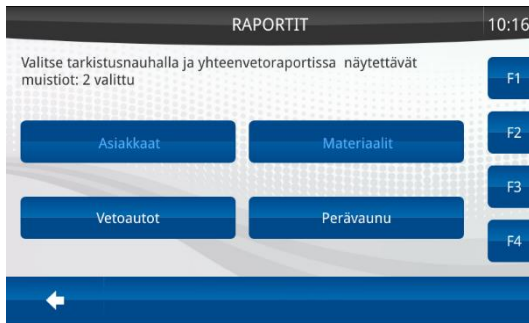 RAPORTIT 10:16
Valitse tarkistusnauhalla ja yhteenvetoraportissa näytettävät
muistiot: 2 valittu
F1
Asiakkaat Materiaalit
F2
F3
Vetoautot Perävaunu
F4